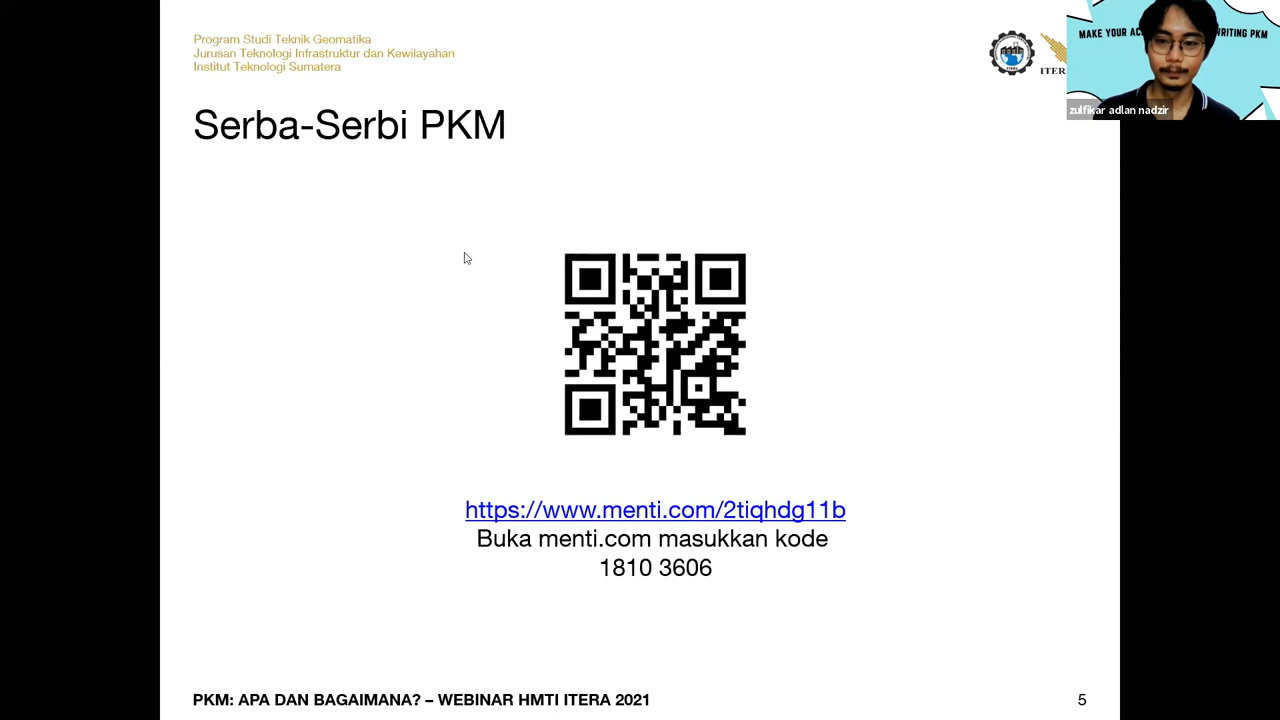 Program Studi Teknik Geomatika
Jurusan Teknologi Infrastruktur dan Kewilayahan
Institut Teknologi Sumatera
MAKE YOUR WRITING PKM
zulfikar adlan nadzir
Serba-Serbi PKM
https://www.menti.com/2tiqhdg11b
Buka menti.com masukkan kode
1810 3606
PKM: APA DAN BAGAIMANA? – WEBINAR HMTI ITERA 2021
5